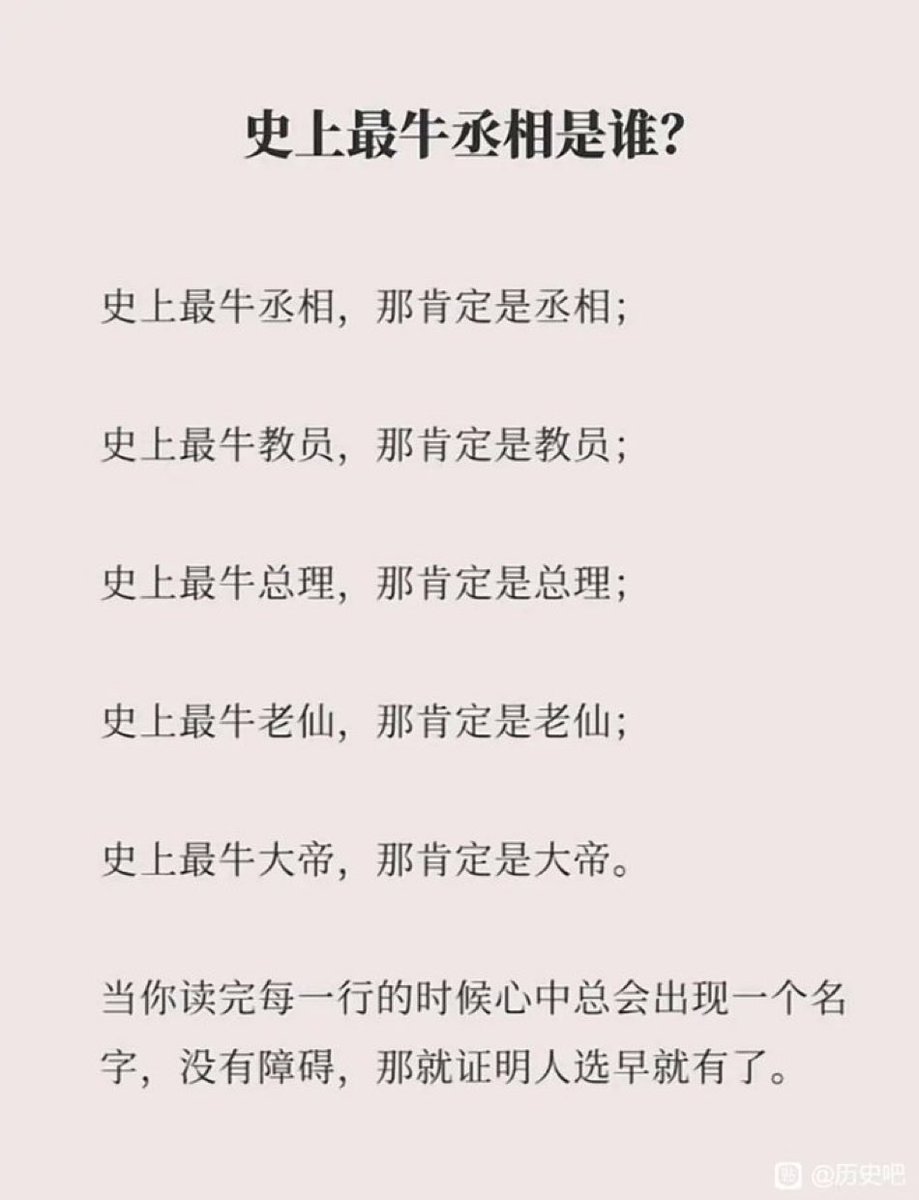 史上最牛丞相是谁?
史上最牛丞相，那肯定是丞相；
史上最牛教员，那肯定是教员；
史上最牛总理，那肯定是总理；
史上最牛老仙，那肯定是老仙；
史上最牛大帝，那肯定是大帝。
当你读完每一行的时候心中总会出现一个名
字，没有障碍，那就证明人选早就有了。
@历史吧